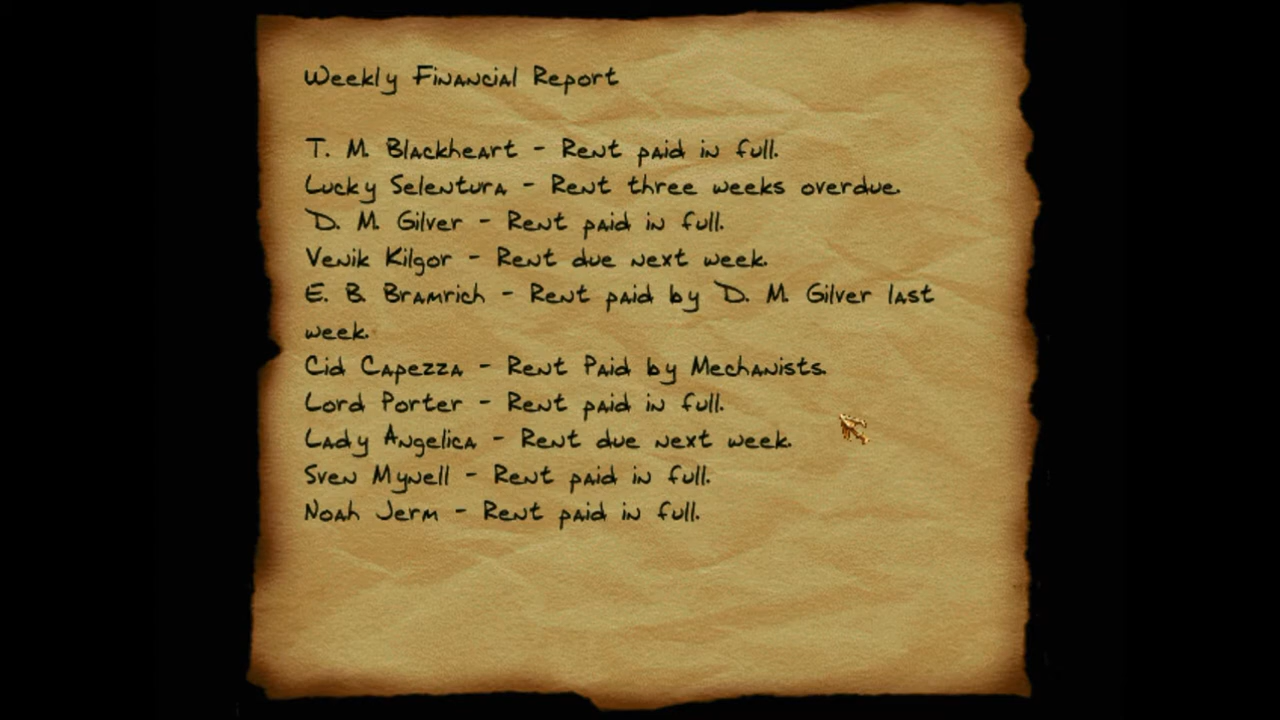 Weekly Financial Report
T. M. Blackheart - Rent paid in full.
Lucky Selentura - Rent three weeks overdue.
D. M. Gilver - Rent paid in full.
Venik Kilgor - Rent due next week.
E. B. Bramrich - Rent paid by D. M. Gilver last
week.
Cid Capezza - Rent Paid by Mechanists.
Lord Porter - Rent paid in full.
Lady Angelica - Rent due next week.
Sven Mynell - Rent paid in full.
Noah Jerm - Rent paid in full.